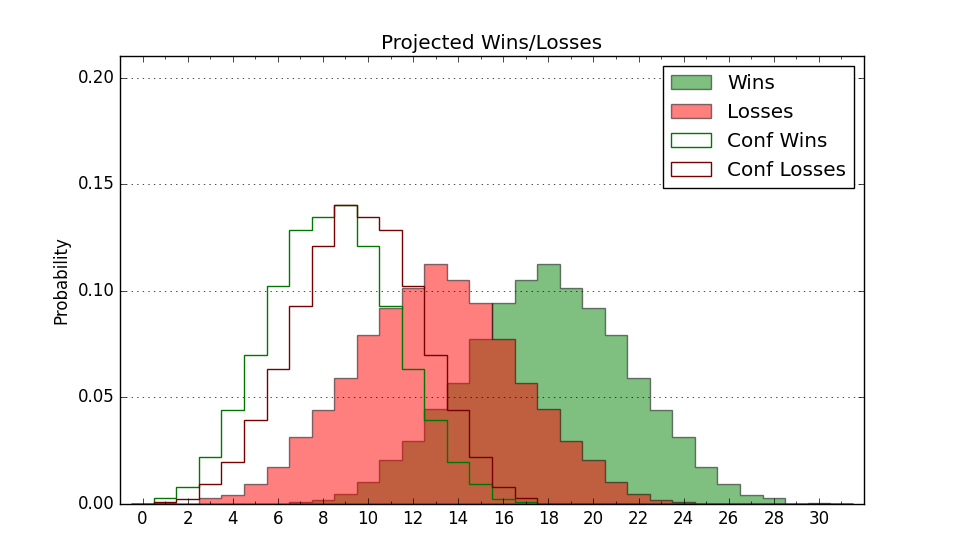 Projected Wins/Losses
0.20
0.15
0.10
0.05
0.00
Probability
Wins
Losses
Conf Wins
Conf Losses
0 2 4 6 8 10 12 14 16 18 20 22 24 26 28 30